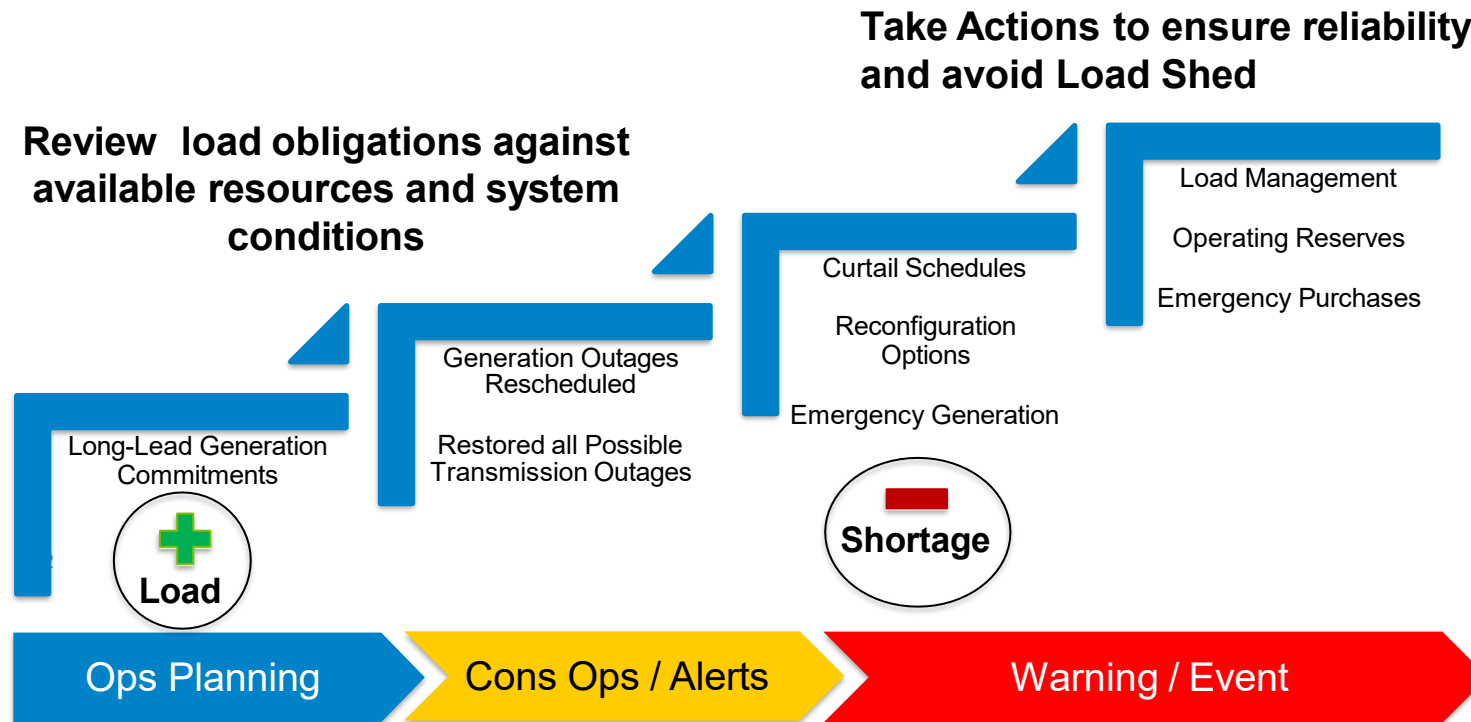 Take Actions to ensure reliability
and avoid Load Shed
Review load obligations against
available resources and system
conditions
Long-Lead Generation
Commitments
Generation Outages
Rescheduled
Restored all Possible
Transmission Outages
Curtail Schedules
Reconfiguration
Options
Emergency Generation
Load Management
Operating Reserves
Emergency Purchases
Load
Shortage
Ops Planning
Cons Ops / Alerts
Warning / Event